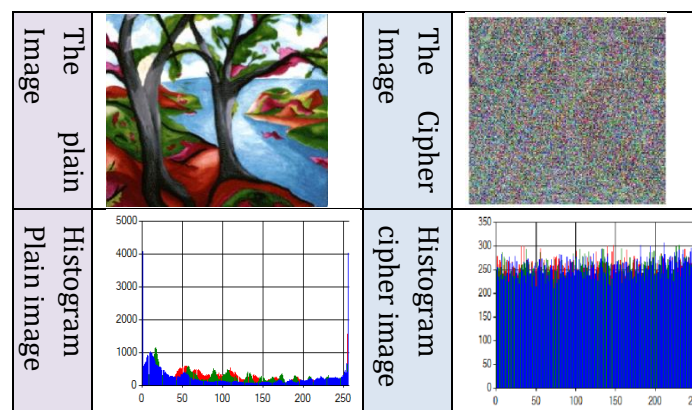 The plain
Image
The Cipher
Image
Histogram
Plain image
5000
4000
3000
2000
1000
0
0 50 100 150 200 250
Histogram
cipher image
350
300
250
200
150
100
50
0
0 50 100 150 200